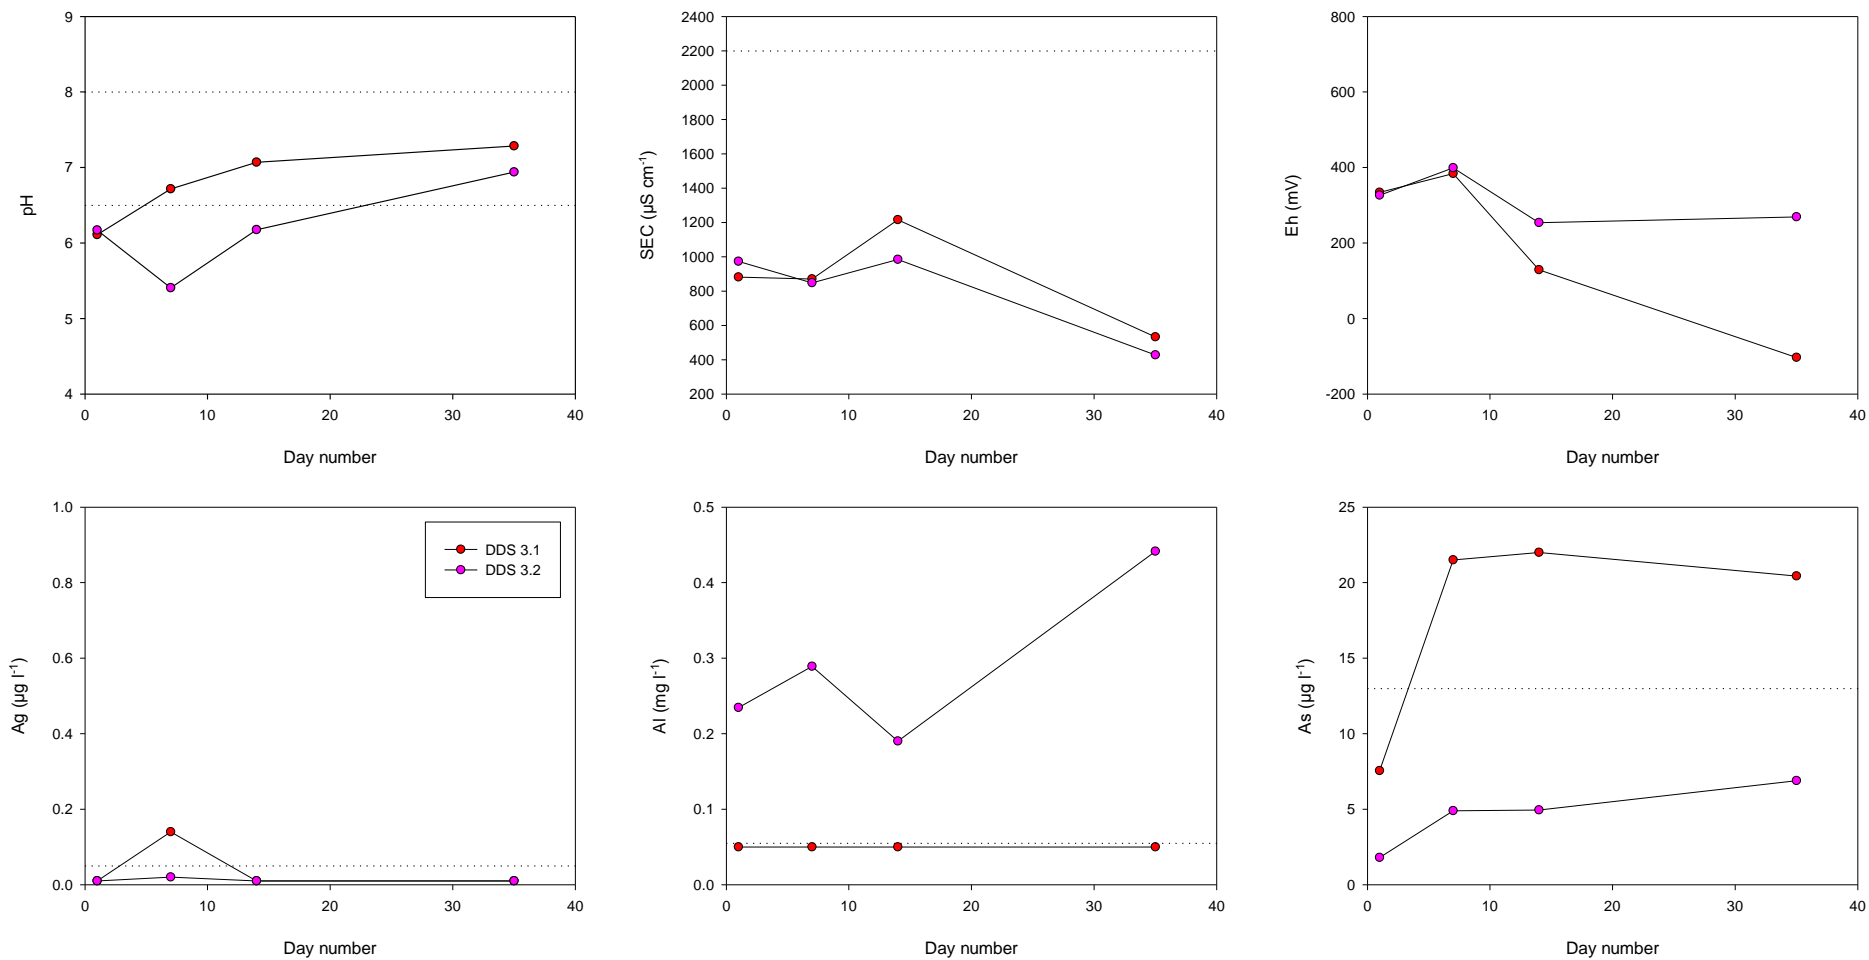 pH
9
8
7
6
5
4
0 10 20 30 40
Day number
SEC (µS cm-1)
2400
2200
2000
1800
1600
1400
1200
1000
800
600
400
200
0 10 20 30 40
Day number
Eh (mV)
800
600
400
200
0
-200
0 10 20 30 40
Day number
Ag (µg l-1)
1.0
0.8
0.6
0.4
0.2
0.0
0 10 20 30 40
Day number
DDS 3.1
DDS 3.2
Al (mg l-1)
0.5
0.4
0.3
0.2
0.1
0.0
0 10 20 30 40
Day number
As (µg l-1)
25
20
15
10
5
0
0 10 20 30 40
Day number